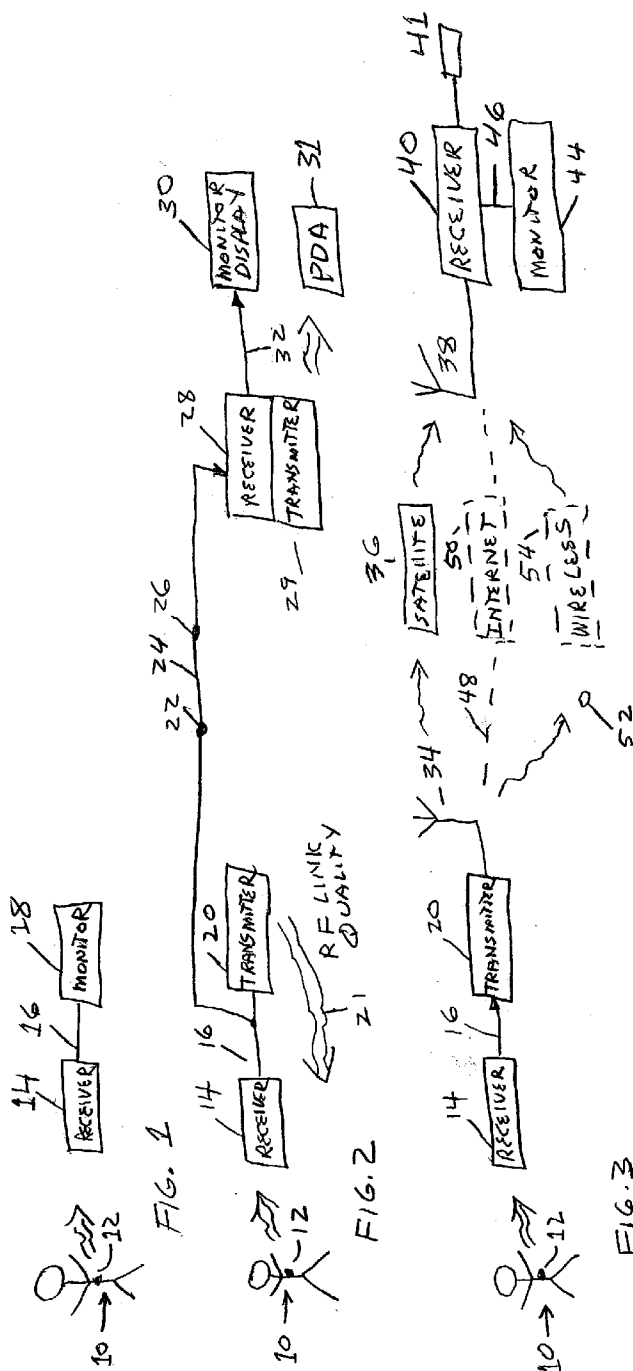 14
16
18
RECEIVER
MONITOR
10
12
FIG. 1
22
24
26
28
30
MONITOR
DISPLAY
RECEIVER
TRANSMITTER
29
32
31
PDA
14
16
20
RECEIVER
TRANSMITTER
21
RF LINK
QUALITY
10
12
FIG. 2
14
16
20
RECEIVER
TRANSMITTER
34
36
SATELLITE
48
50
INTERNET
54
WIRELESS
52
38
40
41
RECEIVER
46
MONITOR
44
10
12
FIG. 3